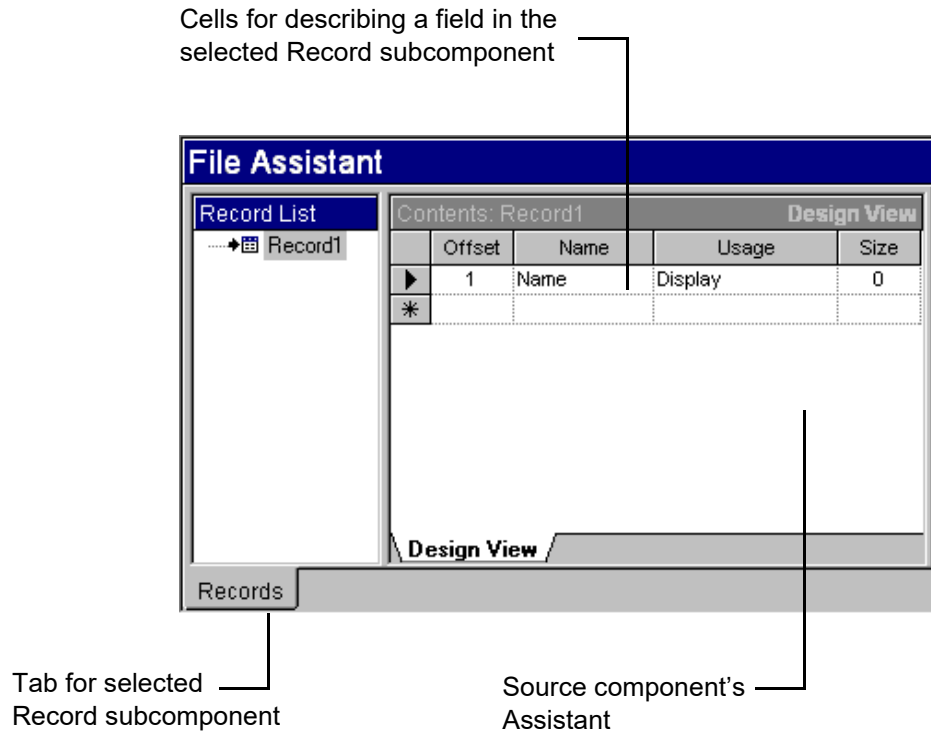 Cells for describing a field in the
selected Record subcomponent
File Assistant
Record List
Record1
Contents: Record1 Design View
Offset Name Usage Size
1 Name Display 0
Design View
Records
Tab for selected
Record subcomponent
Source component’s
Assistant